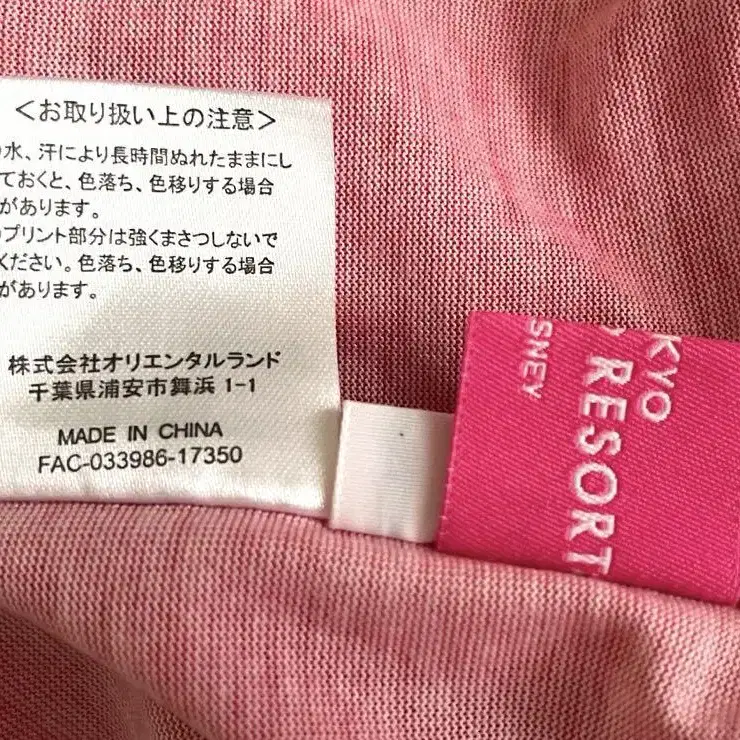 <お取り扱い上の注意>
水、汗により長時間ぬれたままにし
ておくと、色落ち、色移りする場合
があります。
プリント部分は強くまさつしないで
ください。色落ち、色移りする場合
があります。
株式会社オリエンタルランド
千葉県浦安市舞浜 1-1
MADE IN CHINA
FAC-033986-17350
KYO
RESORT
SNEY